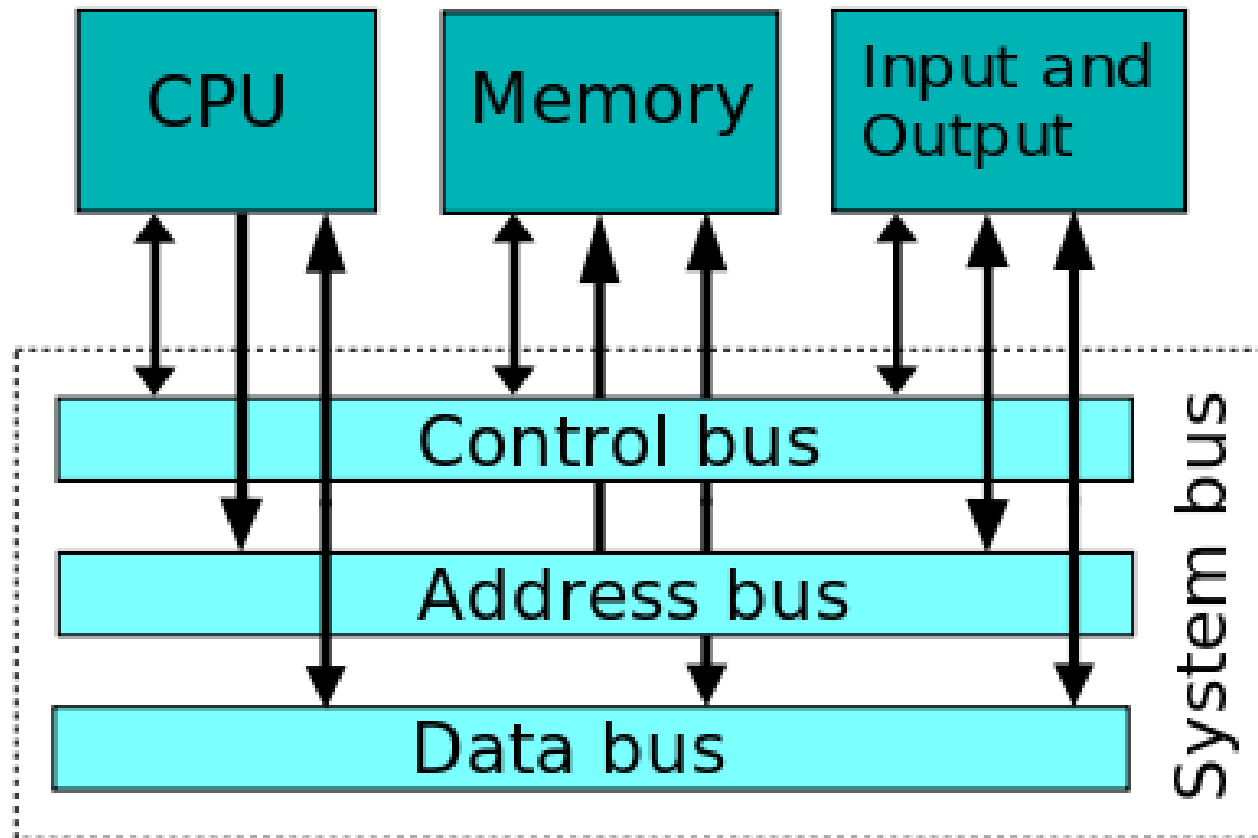 CPU
Memory
Input and
Output
Control bus
Address bus
Data bus
System bus